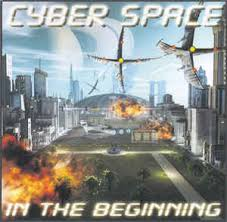 CYBER SPACE
IN THE BEGINNING